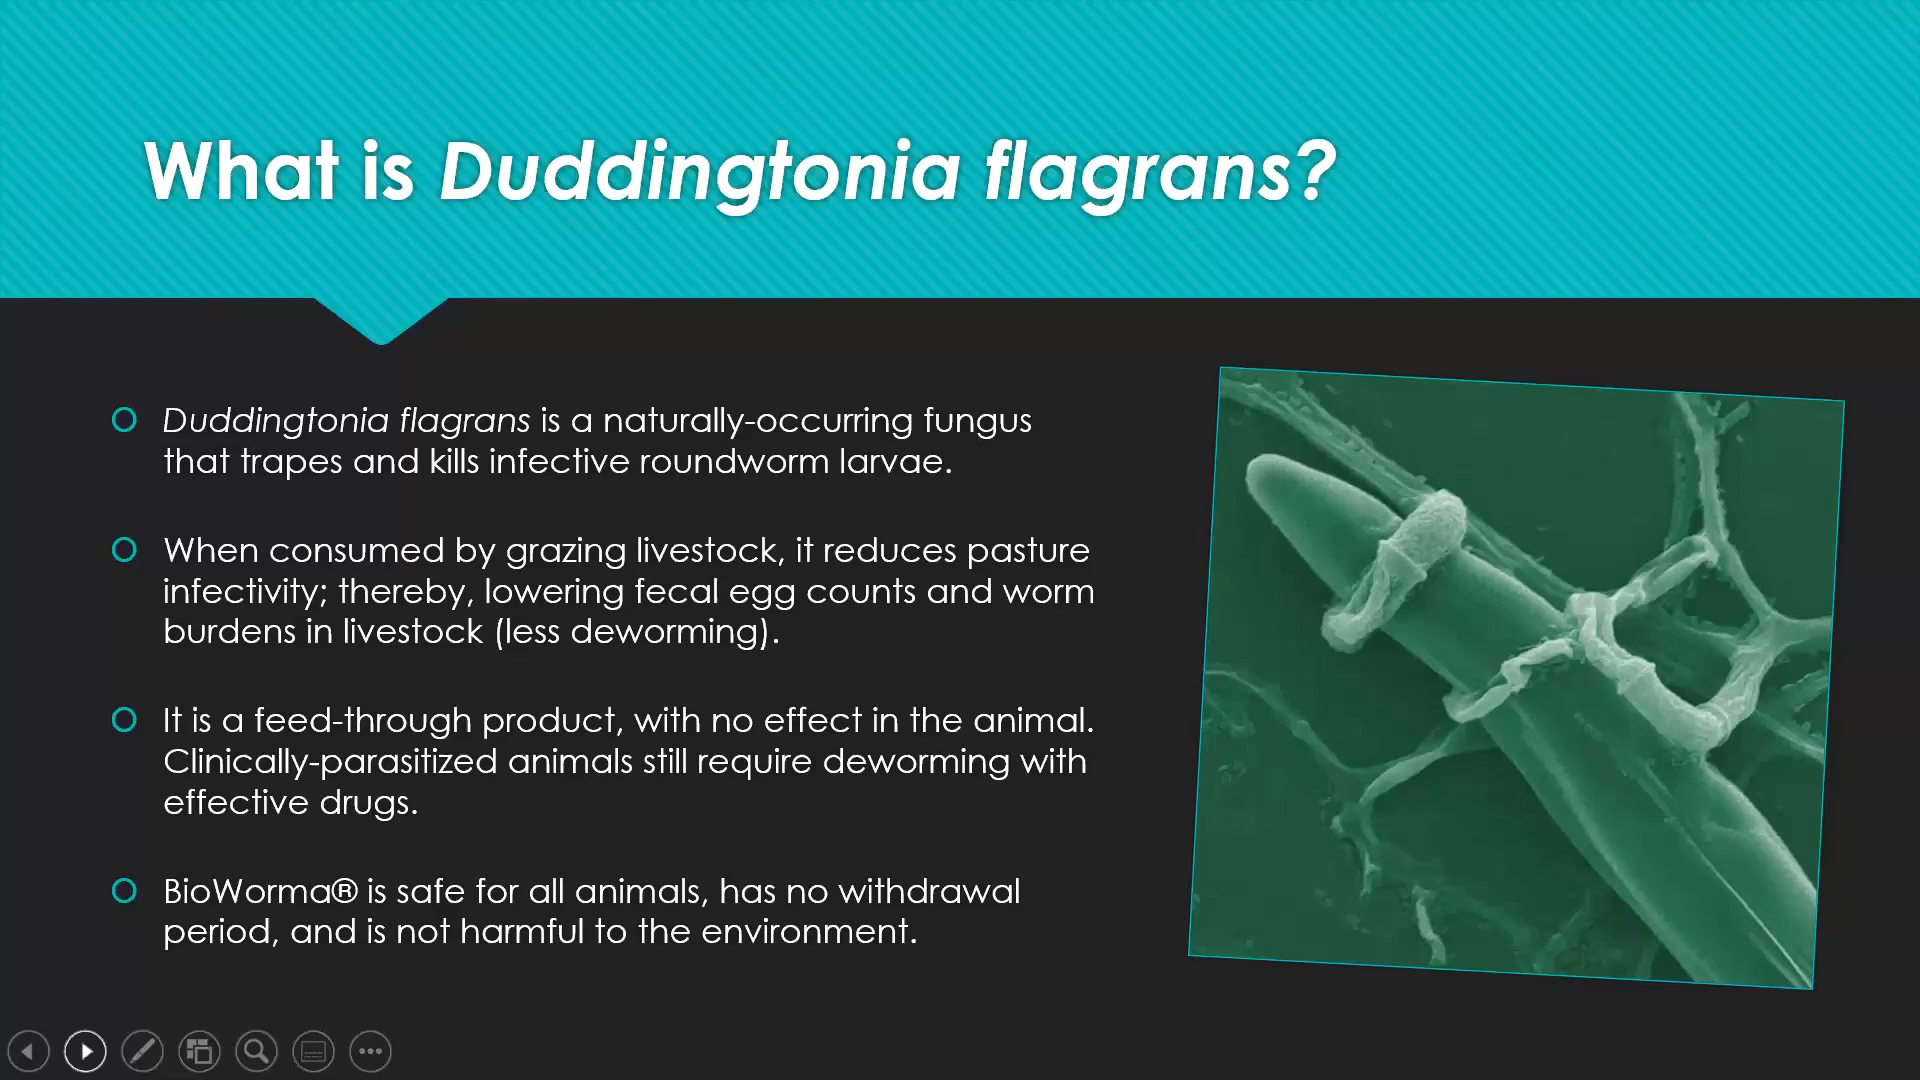 What is Duddingtonia flagrans?
Duddingtonia flagrans is a naturally-occurring fungus
that trapes and kills infective roundworm larvae.
When consumed by grazing livestock, it reduces pasture
infectivity; thereby, lowering fecal egg counts and worm
burdens in livestock (less deworming).
It is a feed-through product, with no effect in the animal.
Clinically-parasitized animals still require deworming with
effective drugs.
BioWorma® is safe for all animals, has no withdrawal
period, and is not harmful to the environment.